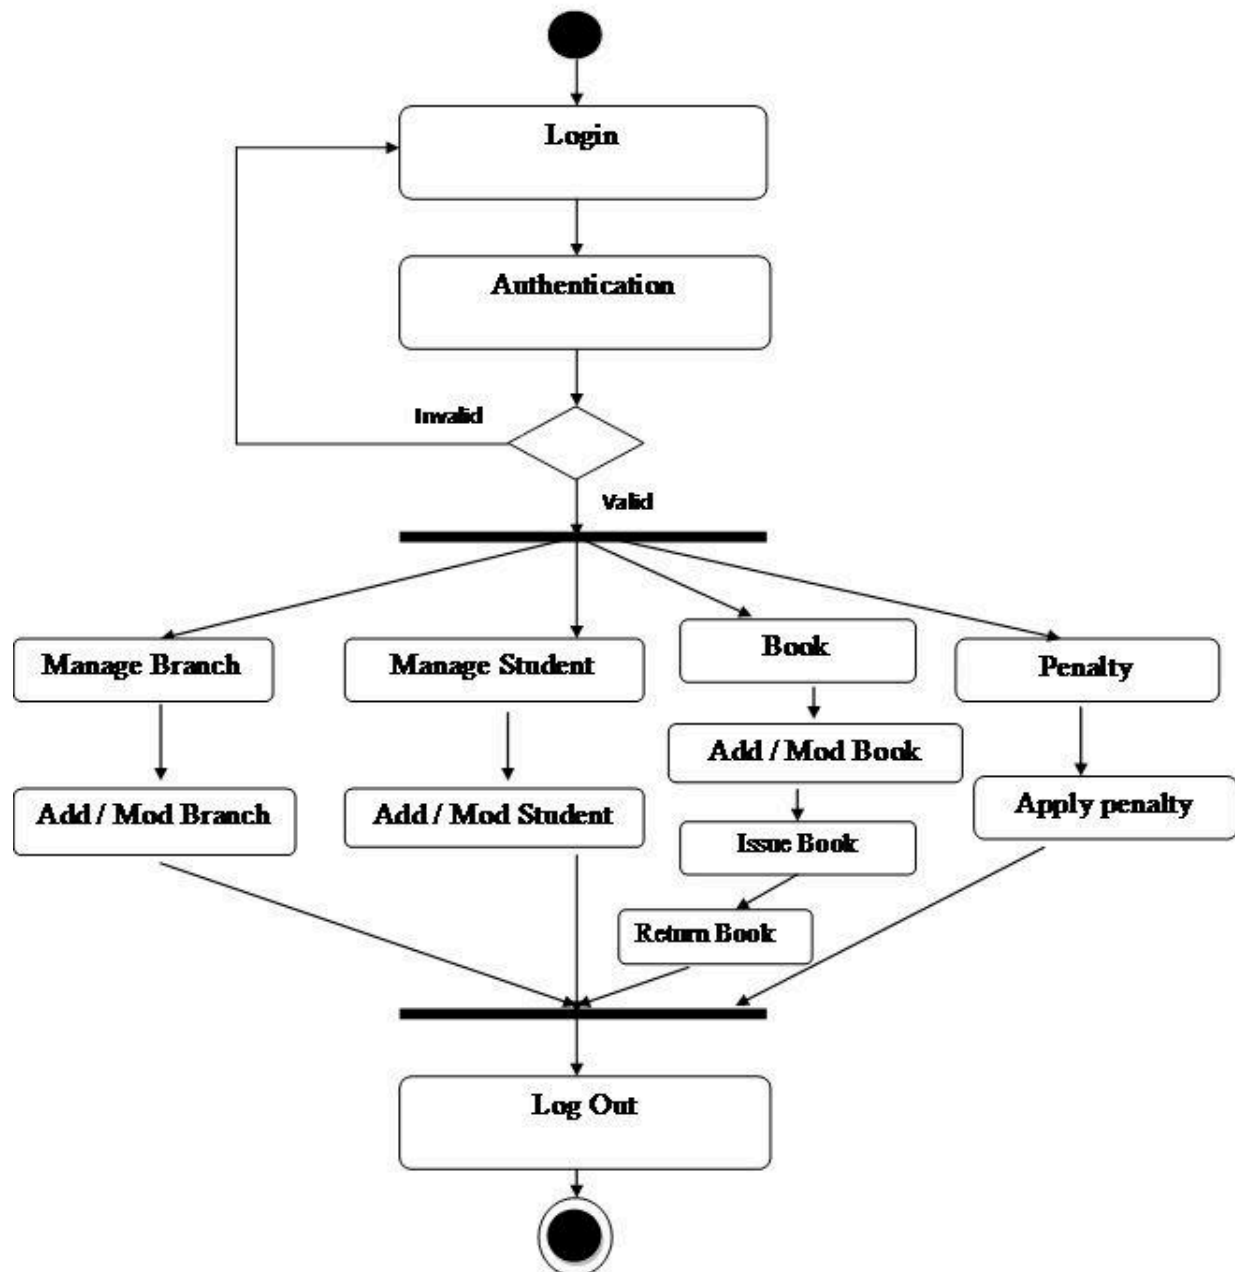 Login
Authentication
Invalid
Valid
Manage Branch
Manage Student
Book
Penalty
Add / Mod Branch
Add / Mod Student
Add / Mod Book
Apply penalty
Issue Book
Return Book
Log Out